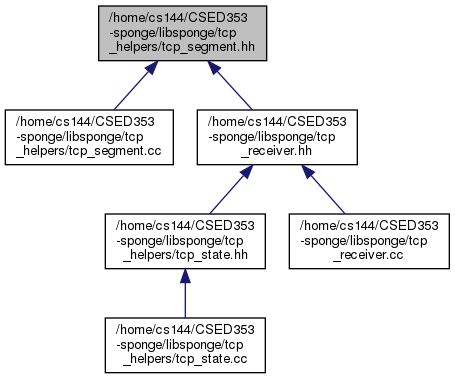 /home/cs144/CSED353
-sponge/libsponge/tcp
_helpers/tcp_segment.hh
/home/cs144/CSED353
-sponge/libsponge/tcp
_helpers/tcp_segment.cc
/home/cs144/CSED353
-sponge/libsponge/tcp
_receiver.hh
/home/cs144/CSED353
-sponge/libsponge/tcp
_helpers/tcp_state.hh
/home/cs144/CSED353
-sponge/libsponge/tcp
_receiver.cc
/home/cs144/CSED353
-sponge/libsponge/tcp
_helpers/tcp_state.cc